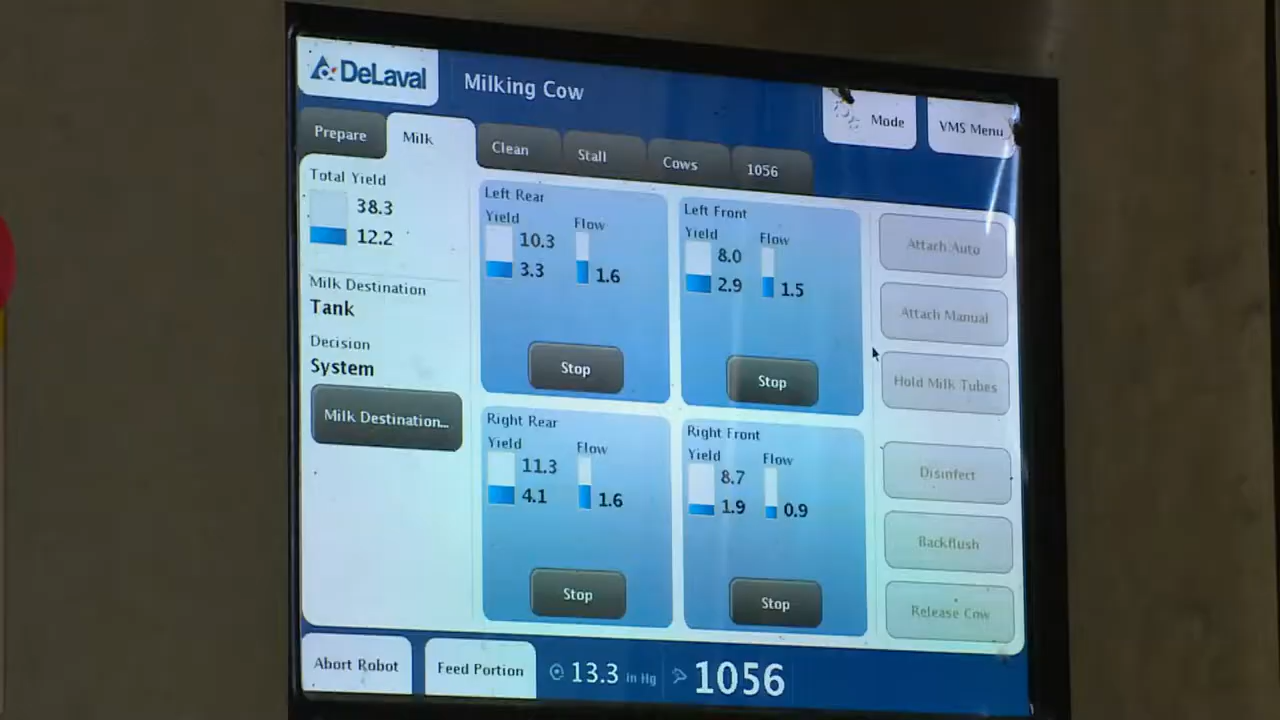 DeLaval
Milking Cow
Mode
VMS Menu
Prepare
Milk
Clean
Stall
Cows
1056
Total Yield
38.3
12.2
Milk Destination
Tank
Decision
System
Milk Destination...
Left Rear
Yield
Flow
10.3
3.3
1.6
Stop
Left Front
Yield
Flow
8.0
2.9
1.5
Stop
Right Rear
Yield
Flow
11.3
4.1
1.6
Stop
Right Front
Yield
Flow
8.7
1.9
0.9
Stop
Attach Auto
Attach Manual
Hold Milk Tubes
Disinfect
Backflush
Release Cow
Abort Robot
Feed Portion
13.3 in Hg
1056